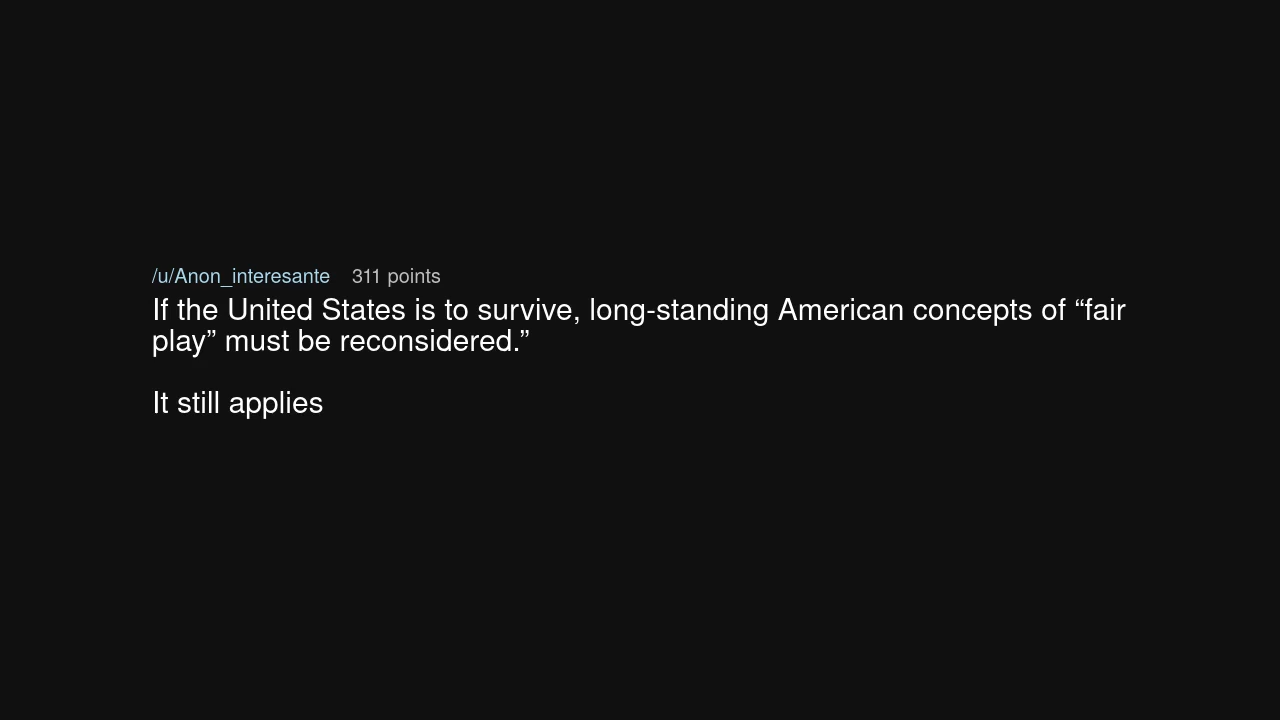 /u/Anon_interesante 311 points
If the United States is to survive, long-standing American concepts of “fair
play” must be reconsidered.”
It still applies